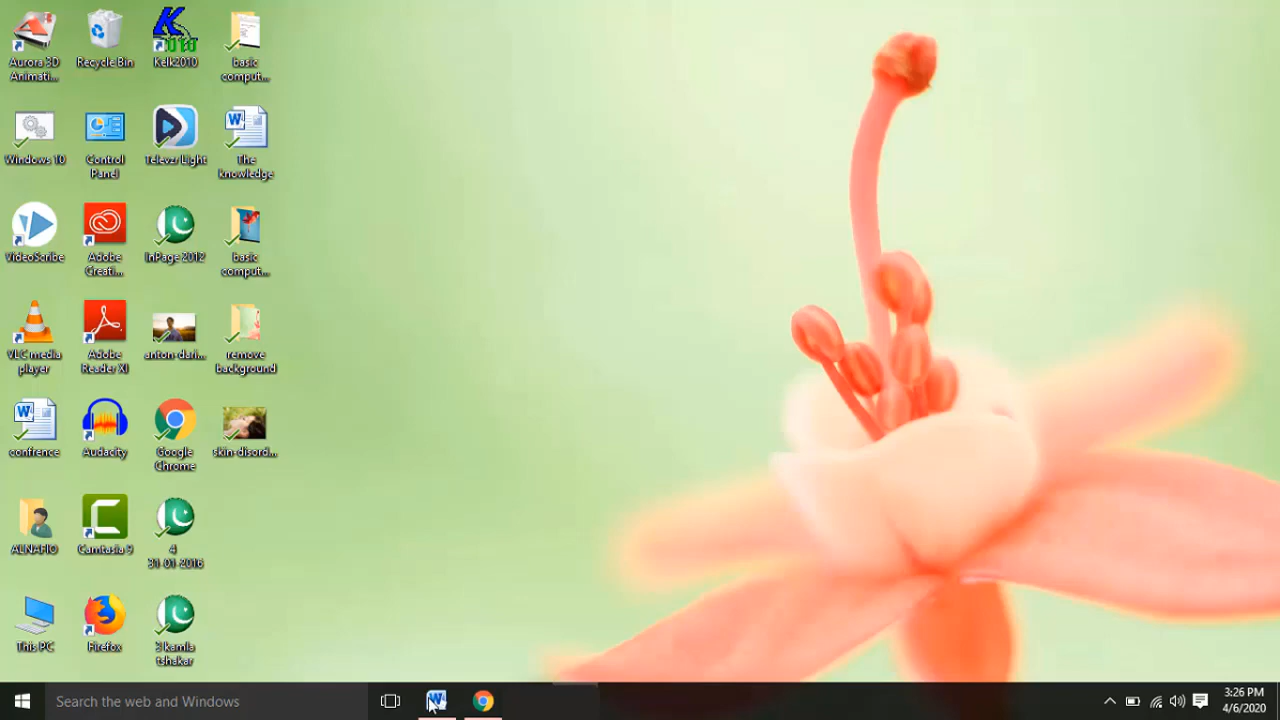 Aurora 3D
Animati...
Recycle Bin
Kelk2010
basic
comput...
Windows 10
Control
Panel
Televzr Light
The
knowledge
VideoScribe
Adobe
Creati...
InPage 2012
basic
comput...
VLC media
player
Adobe
Reader XI
anton-dari...
remove
background
confrence
Audacity
Google
Chrome
skin-disord...
ALNAFIO
Camtasia 9
4
31-01-2016
This PC
Firefox
3 kamla
tshakar
Search the web and Windows
3:26 PM
4/6/2020